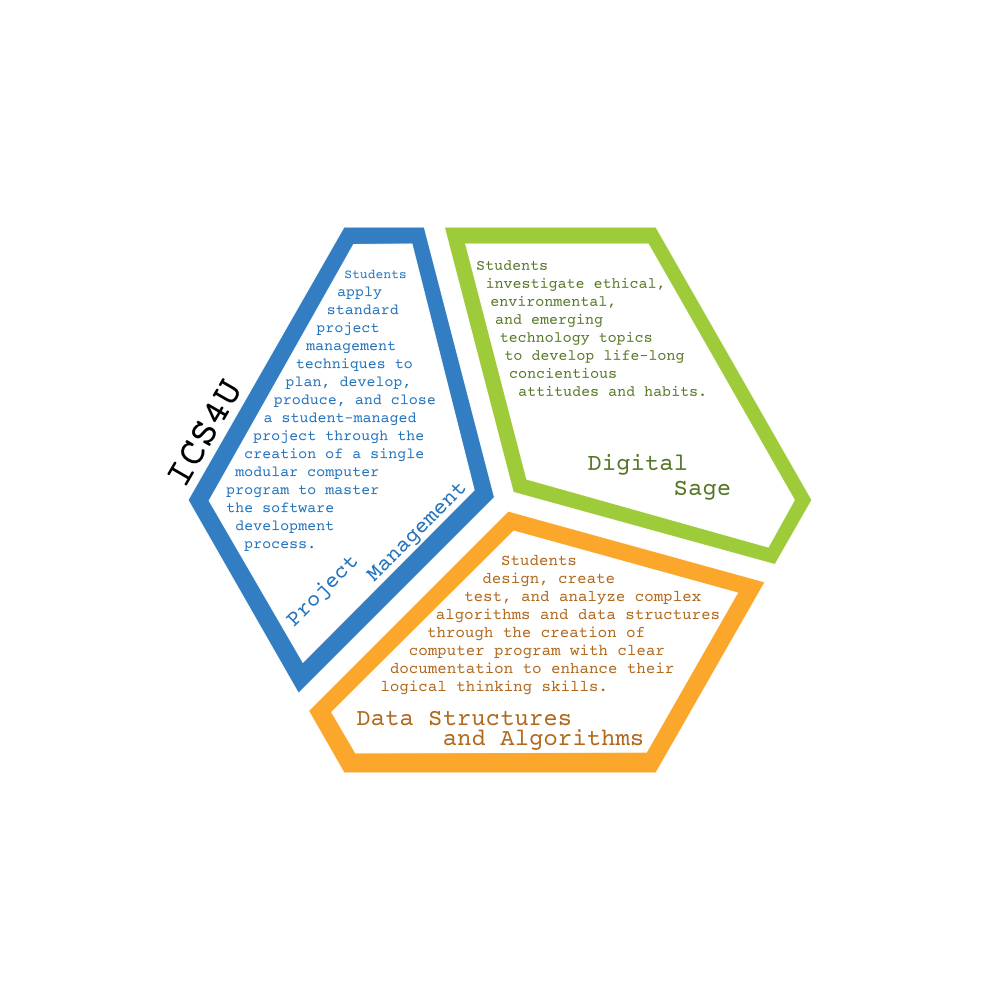 ICS4U
Students
apply
standard
project
management
techniques to
plan, develop,
produce, and close
a student-managed
project through the
creation of a single
modular computer
program to master
the software
development
process.
Project
Management
Students
investigate ethical,
environmental,
and emerging
technology topics
to develop life-long
concientious
attitudes and habits.
Digital
Sage
Students
design, create
test, and analyze complex
algorithms and data structures
through the creation of
computer program with clear
documentation to enhance their
logical thinking skills.
Data Structures
and Algorithms